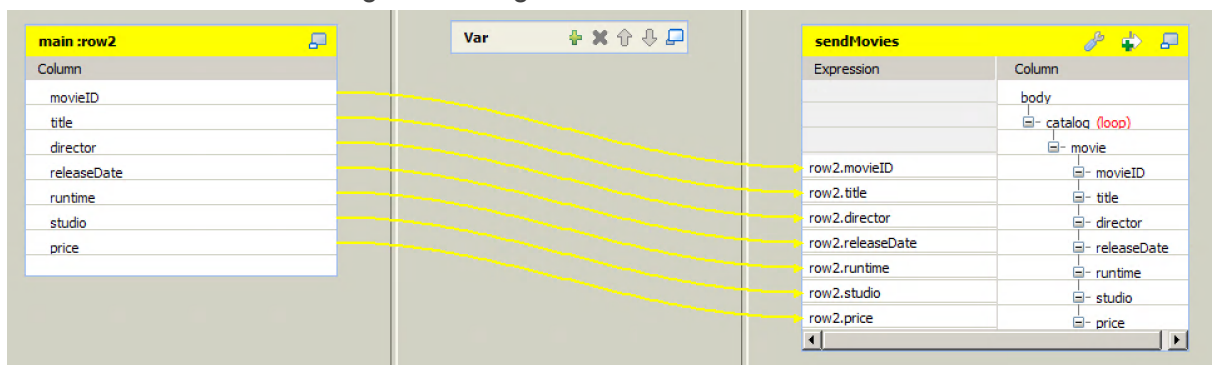 main :row2
Column
movieID
title
director
releaseDate
runtime
studio
price
Var
sendMovies
Expression Column
body
catalog (loop)
movie
row2.movieID movieID
row2.title title
row2.director director
row2.releaseDate releaseDate
row2.runtime runtime
row2.studio studio
row2.price price